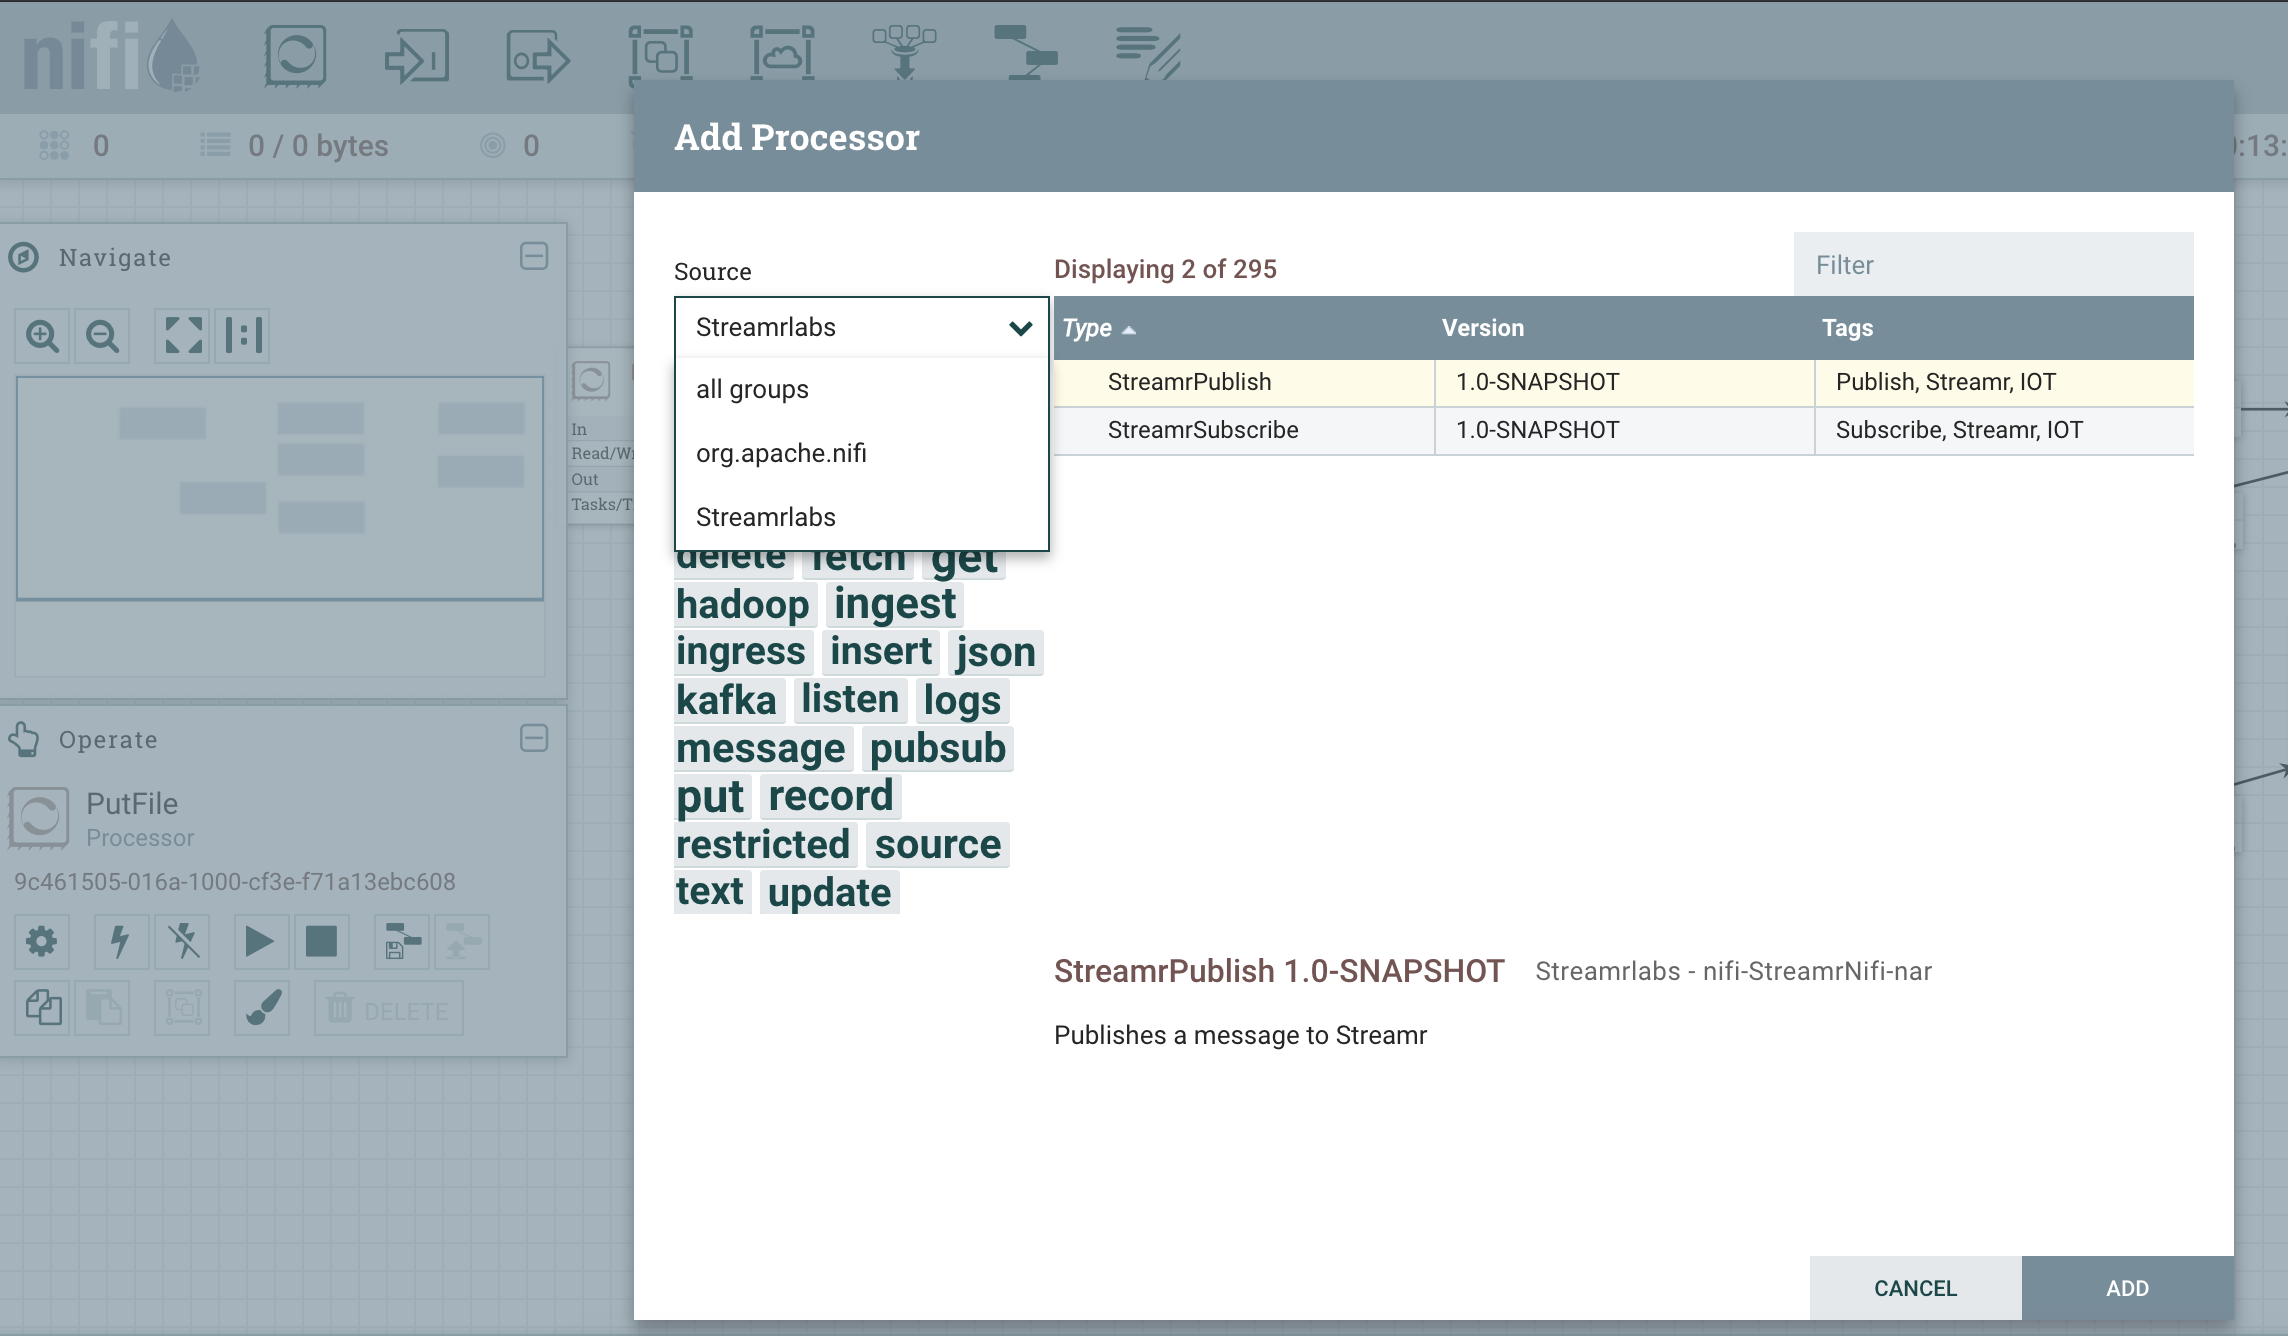 nifi
0
0 / 0 bytes
0
:13:
Add Processor
Navigate
Source
Displaying 2 of 295
Filter
Streamrlabs
Type Version Tags
all groups
org.apache.nifi
Streamrlabs
StreamrPublish 1.0-SNAPSHOT Publish, Streamr, IOT
StreamrSubscribe 1.0-SNAPSHOT Subscribe, Streamr, IOT
In
Out
delete fetch get
hadoop ingest
ingress insert json
kafka listen logs
message pubsub
put record
restricted source
text update
Operate
PutFile
Processor
9c461505-016a-1000-cf3e-f71a13ebc608
DELETE
StreamrPublish 1.0-SNAPSHOT Streamrlabs - nifi-StreamrNifi-nar
Publishes a message to Streamr
CANCEL
ADD